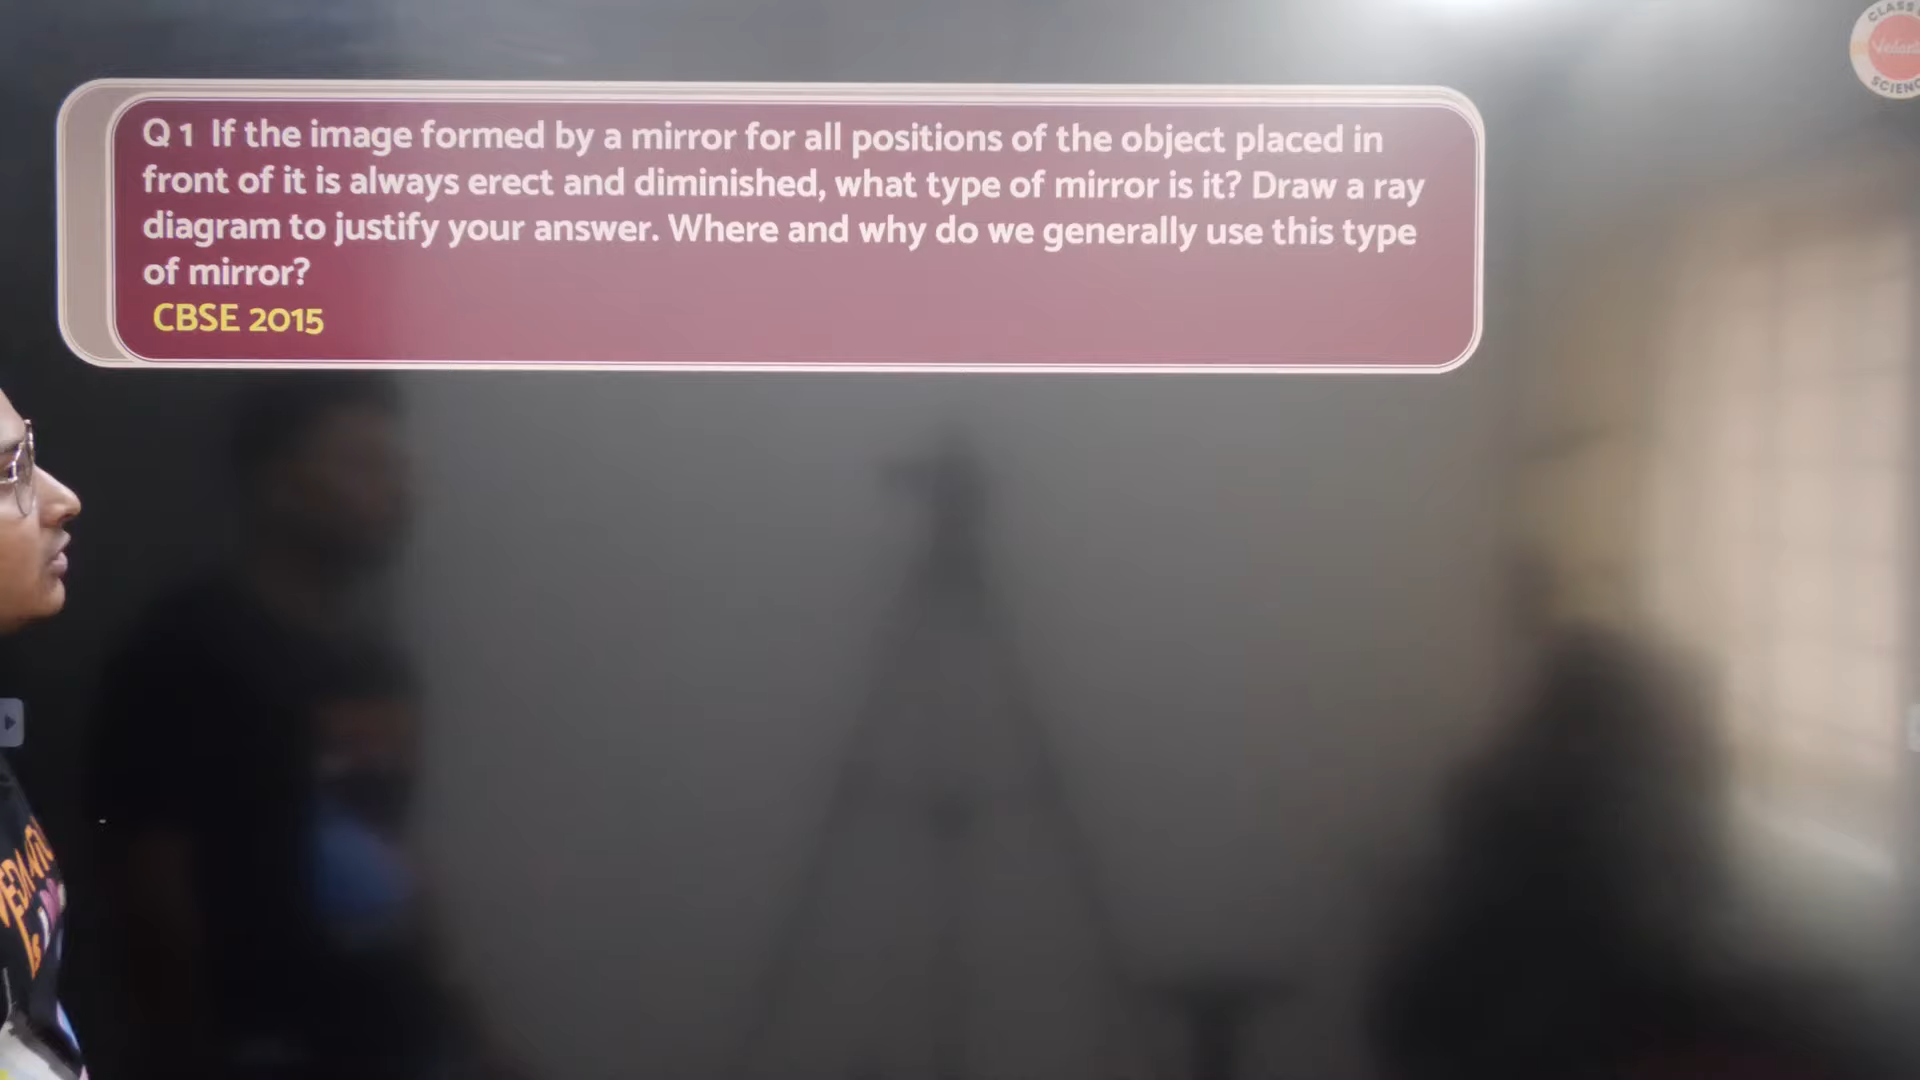 Q 1 If the image formed by a mirror for all positions of the object placed in
front of it is always erect and diminished, what type of mirror is it? Draw a ray
diagram to justify your answer. Where and why do we generally use this type
of mirror?
CBSE 2015
CLASS
SCIENC